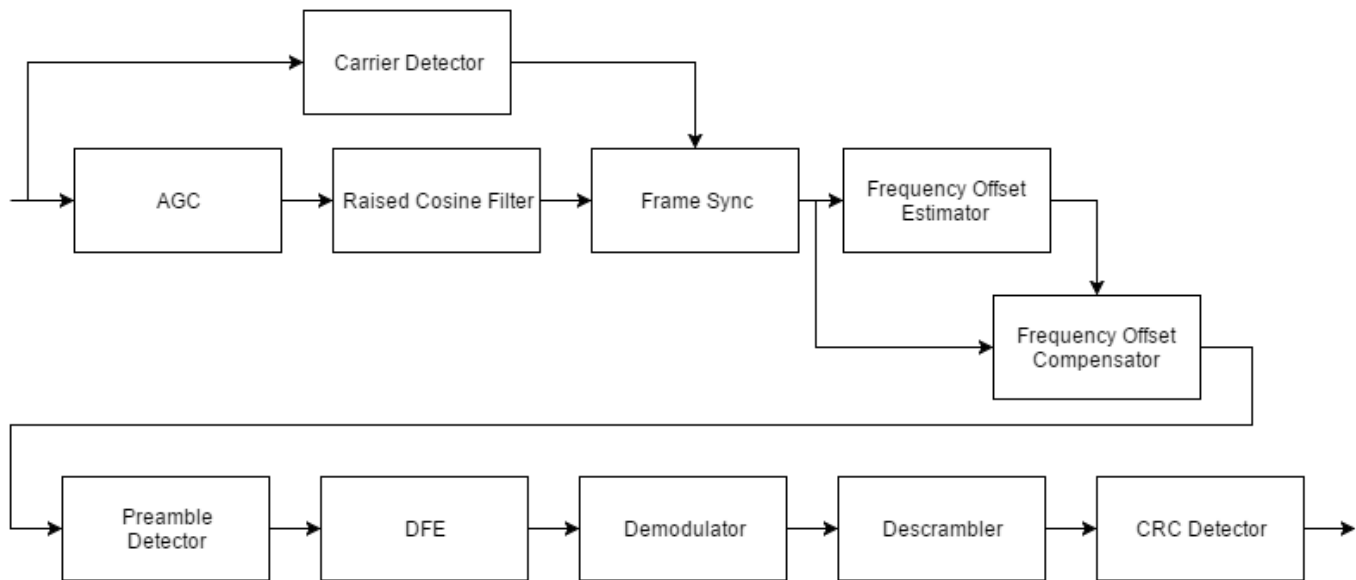 Carrier Detector
AGC
Raised Cosine Filter
Frame Sync
Frequency Offset
Estimator
Frequency Offset
Compensator
Preamble
Detector
DFE
Demodulator
Descrambler
CRC Detector